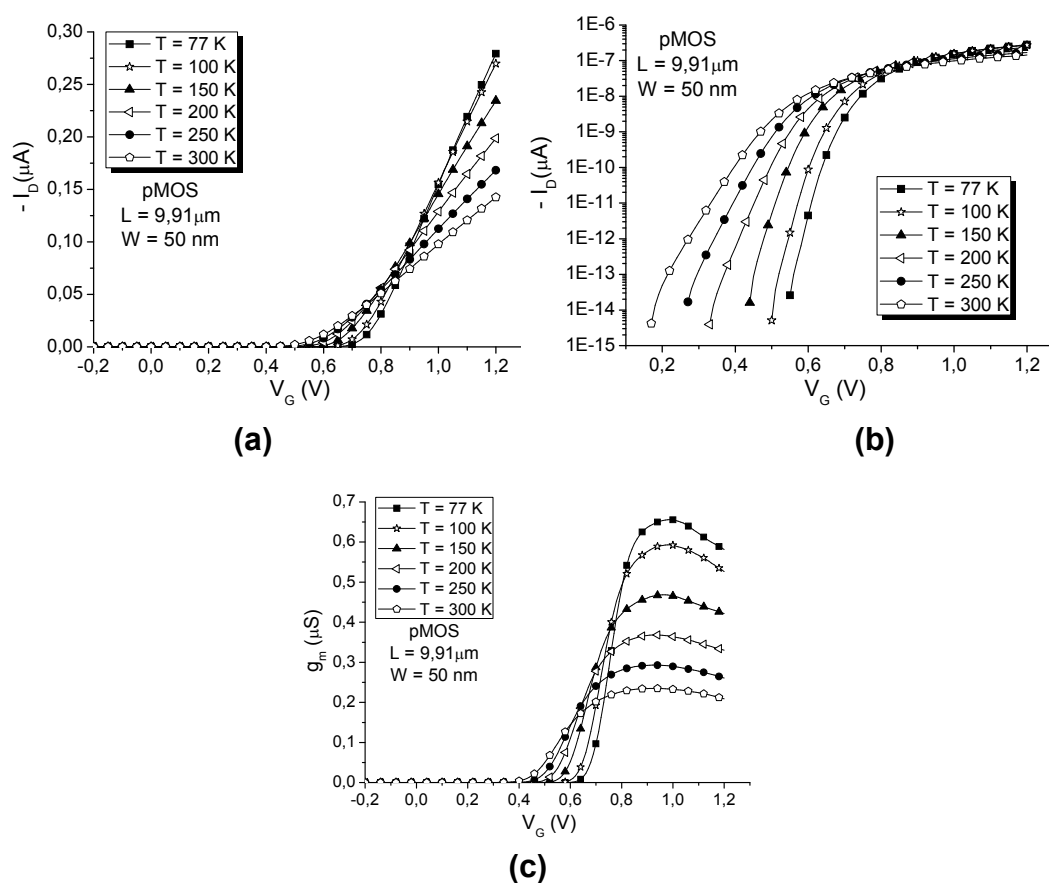 0,30
0,25
0,20
0,15
0,10
0,05
0,00
- I_D(μA)
T = 77 K
T = 100 K
T = 150 K
T = 200 K
T = 250 K
T = 300 K
pMOS
L = 9,91μm
W = 50 nm
-0,2 0,0 0,2 0,4 0,6 0,8 1,0 1,2
V_G (V)
(a)
1E-6
1E-7
1E-8
1E-9
1E-10
1E-11
1E-12
1E-13
1E-14
1E-15
- I_D(μA)
pMOS
L = 9,91μm
W = 50 nm
T = 77 K
T = 100 K
T = 150 K
T = 200 K
T = 250 K
T = 300 K
0,0 0,2 0,4 0,6 0,8 1,0 1,2
V_G (V)
(b)
0,7
0,6
0,5
0,4
0,3
0,2
0,1
0,0
g_m (μS)
T = 77 K
T = 100 K
T = 150 K
T = 200 K
T = 250 K
T = 300 K
pMOS
L = 9,91μm
W = 50 nm
-0,2 0,0 0,2 0,4 0,6 0,8 1,0 1,2
V_G (V)
(c)